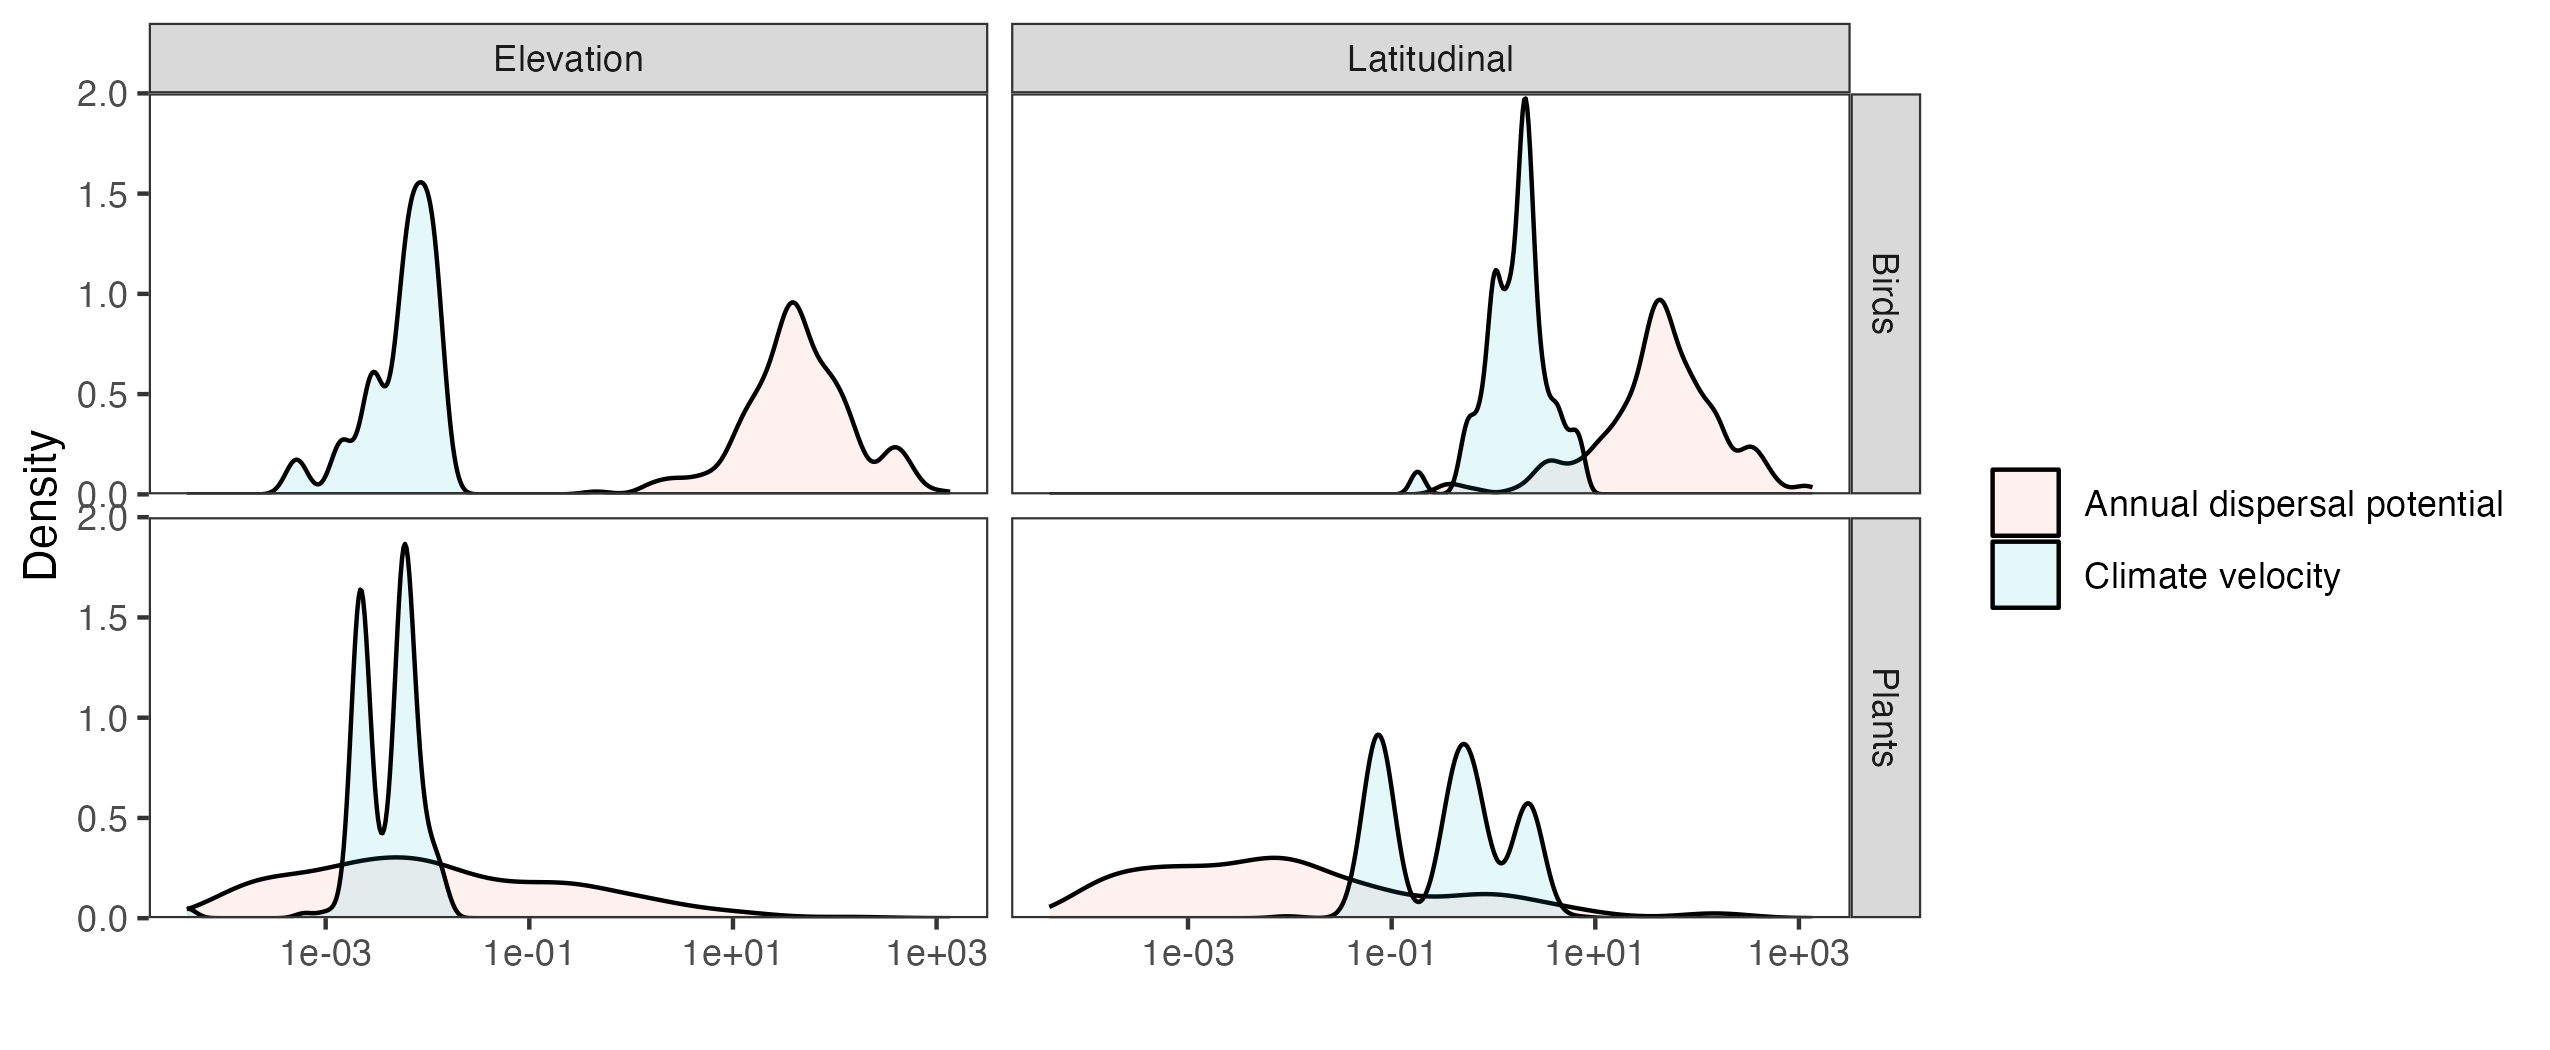 Elevation
Latitudinal
2.0
1.5
1.0
0.5
0.0
Birds
Density
2.0
1.5
1.0
0.5
0.0
Plants
1e-03
1e-01
1e+01
1e+03
1e-03
1e-01
1e+01
1e+03
Annual dispersal potential
Climate velocity